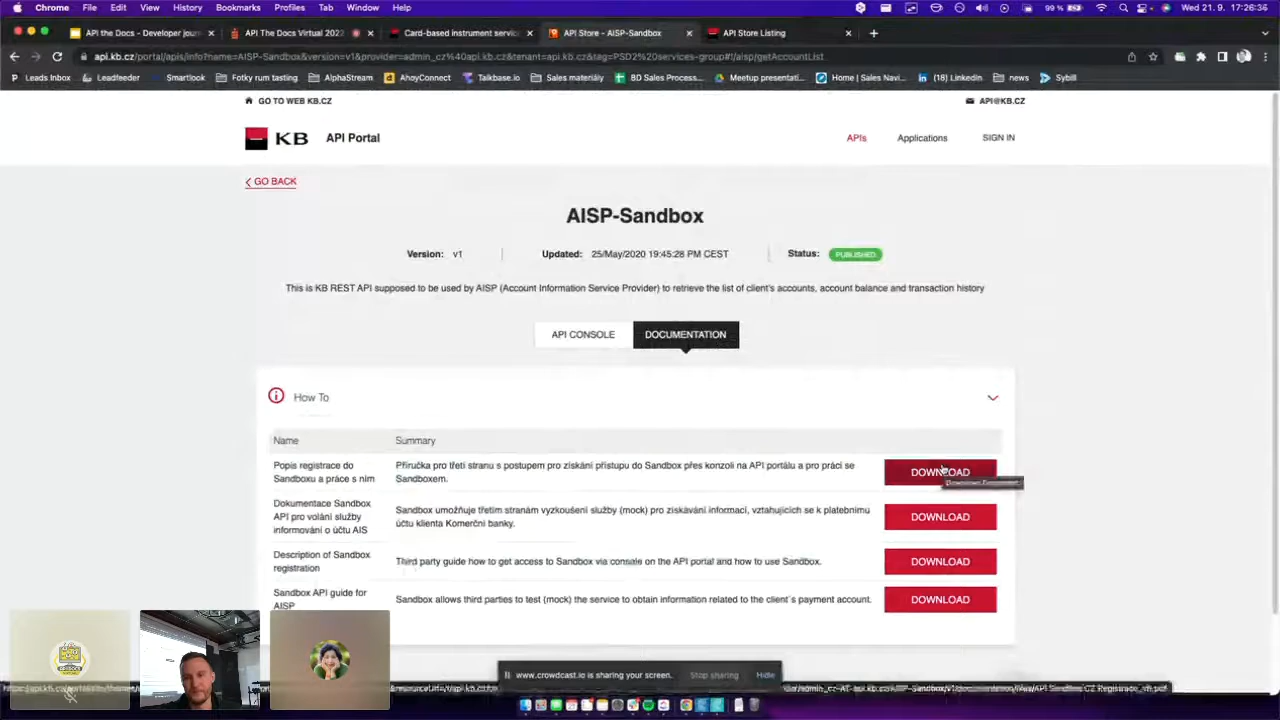 Chrome File Edit View History Bookmarks Profiles Tab Window Help 99 % Wed 21. 9. 17:26:36
API the Docs - Developer jour API The Docs Virtual 2022 Card-based instrument service API Store - AISP-Sandbox API Store Listing
api.kb.cz/portal/apis/info?name=AISP-Sandbox&version=v1&provider=admin_cz%40api.kb.cz&tenant=api.kb.cz&tag=PSD2%20services-group#!/aisp/getAccountList
Leads Inbox Leadfeeder Smartlook Fotky rum tasting AlphaStream AhoyConnect Talkbase.io Sales materiály BD Sales Process Meetup presentati... Home | Sales Navi... (18) LinkedIn news Sybill
GO TO WEB KB.CZ API@KB.CZ
KB API Portal APIs Applications SIGN IN
GO BACK
AISP-Sandbox
Version: v1 Updated: 25/May/2020 19:45:28 PM CEST Status: PUBLISHED
This is KB REST API supposed to be used by AISP (Account Information Service Provider) to retrieve the list of client's accounts, account balance and transaction history
API CONSOLE DOCUMENTATION
How To
Name Summary
Popis registrace do Sandboxu a práce s ním
Příručka pro třetí stranu s postupem pro získání přístupu do Sandbox přes konzoli na API portálu a pro práci se
Sandboxem.
DOWNLOAD
Dokumentace Sandbox
API pro volání služby
informování o účtu AIS
Sandbox umožňuje třetím stranám vyzkoušení služby (mock) pro získávání informací, vztahujících se k platebnímu
účtu klienta Komerční banky.
DOWNLOAD
Description of Sandbox
registration
Third party guide how to get access to Sandbox via console on the API portal and how to use Sandbox.
DOWNLOAD
Sandbox API guide for
AISP
Sandbox allows third parties to test (mock) the service to obtain information related to the client´s payment account.
DOWNLOAD
www.crowdcast.io is sharing your screen. Stop sharing Hide